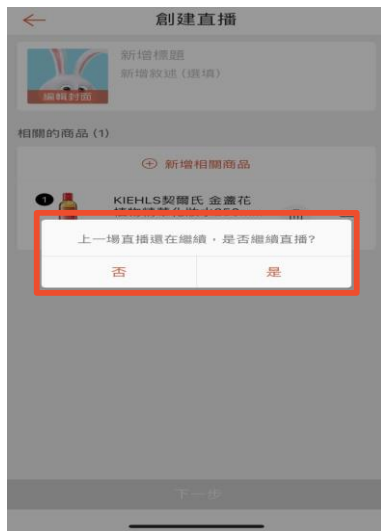 創建直播
新增標題
新增敘述 (選填)
編輯封面
相關的商品 (1)
新增相關商品
1
KIEHLS契爾氏 金盞花
上一場直播還在繼續,是否繼續直播?
否
是
下一步